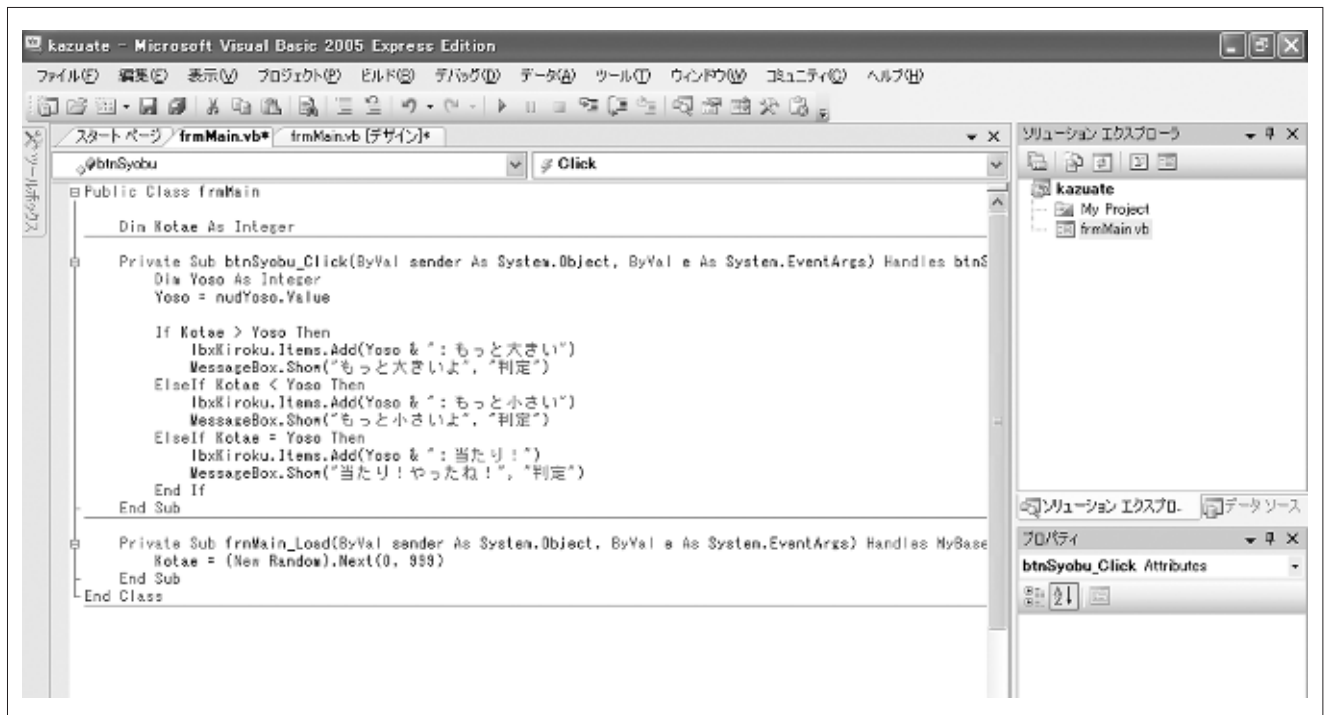 kazuate - Microsoft Visual Basic 2005 Express Edition
ファイル(F) 編集(E) 表示(V) プロジェクト(P) ビルド(B) デバッグ(D) データ(A) ツール(T) ウィンドウ(W) コミュニティ(C) ヘルプ(H)
スタート ページ frmMain.vb* frmMain.vb [デザイン]*
btnSyobu Click
ツールボックス
Public Class frmMain
Dim Kotae As Integer
Private Sub btnSyobu_Click(ByVal sender As System.Object, ByVal e As System.EventArgs) Handles btnS
Dim Yoso As Integer
Yoso = nudYoso.Value
If Kotae > Yoso Then
lbxKiroku.Items.Add(Yoso & ": もっと大きい")
MessageBox.Show("もっと大きいよ", "判定")
ElseIf Kotae < Yoso Then
lbxKiroku.Items.Add(Yoso & ": もっと小さい")
MessageBox.Show("もっと小さいよ", "判定")
ElseIf Kotae = Yoso Then
lbxKiroku.Items.Add(Yoso & ": 当たり！")
MessageBox.Show("当たり！やったね！", "判定")
End If
End Sub
Private Sub frmMain_Load(ByVal sender As System.Object, ByVal e As System.EventArgs) Handles MyBase
Kotae = (New Random).Next(0, 999)
End Sub
End Class
ソリューション エクスプローラ
kazuate
My Project
frmMain.vb
ソリューション エクスプロ... データ ソース
プロパティ
btnSyobu_Click Attributes